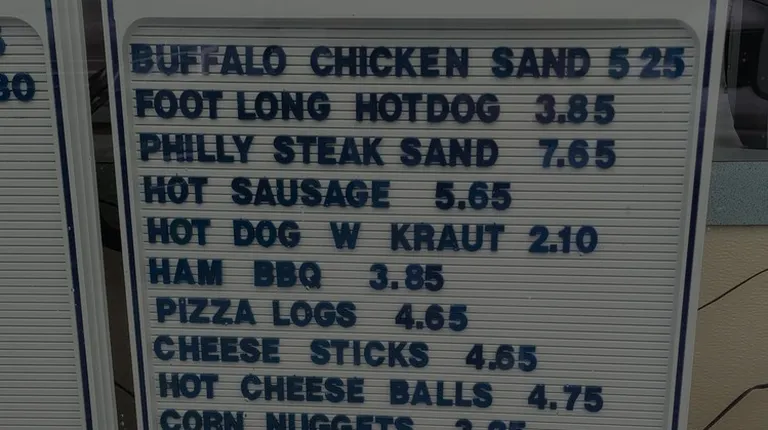 BUFFALO CHICKEN SAND 5 25
FOOT LONG HOTDOG 3.85
PHILLY STEAK SAND 7.65
HOT SAUSAGE 5.65
HOT DOG W KRAUT 2.10
HAM BBQ 3.85
PIZZA LOGS 4.65
CHEESE STICKS 4.65
HOT CHEESE BALLS 4.75
CORN NUGGETS